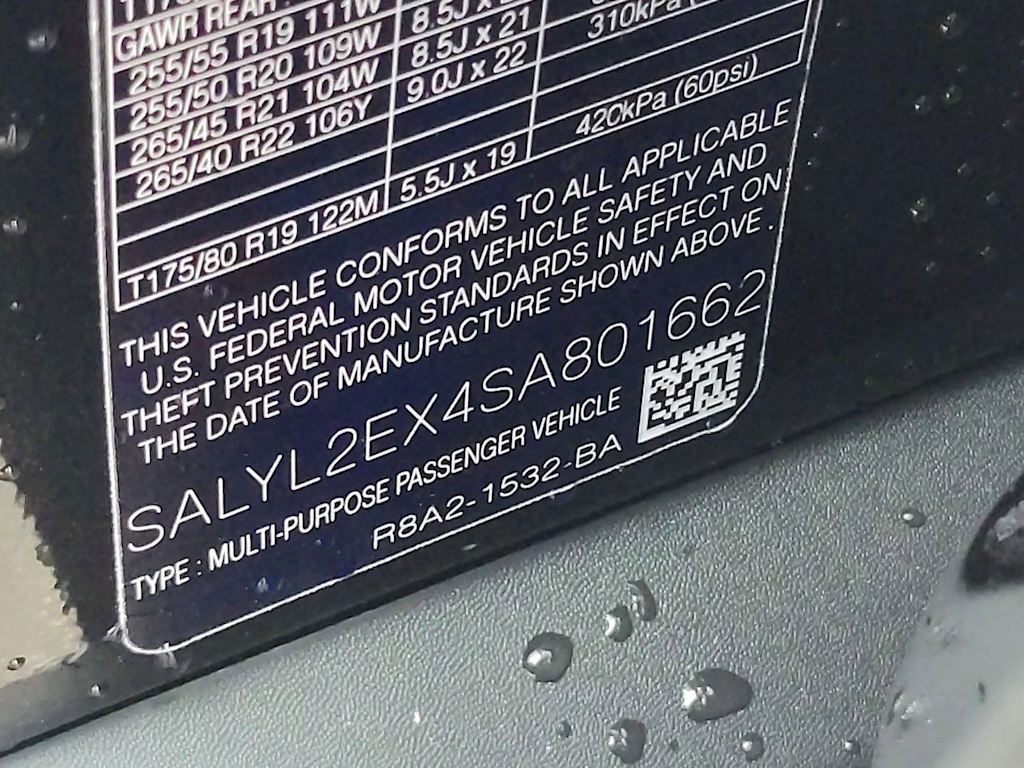 GAWR REAR
255/55 R19 111W 8.5J x
255/50 R20 109W 8.5J x 21 310kPa
265/45 R21 104W 9.0J x 22
265/40 R22 106Y
T175/80 R19 122M 5.5J x 19 420kPa (60psi)
THIS VEHICLE CONFORMS TO ALL APPLICABLE
U.S. FEDERAL MOTOR VEHICLE SAFETY AND
THEFT PREVENTION STANDARDS IN EFFECT ON
THE DATE OF MANUFACTURE SHOWN ABOVE .
SALYL2EX4SA801662
TYPE : MULTI-PURPOSE PASSENGER VEHICLE
R8A2-1532-BA